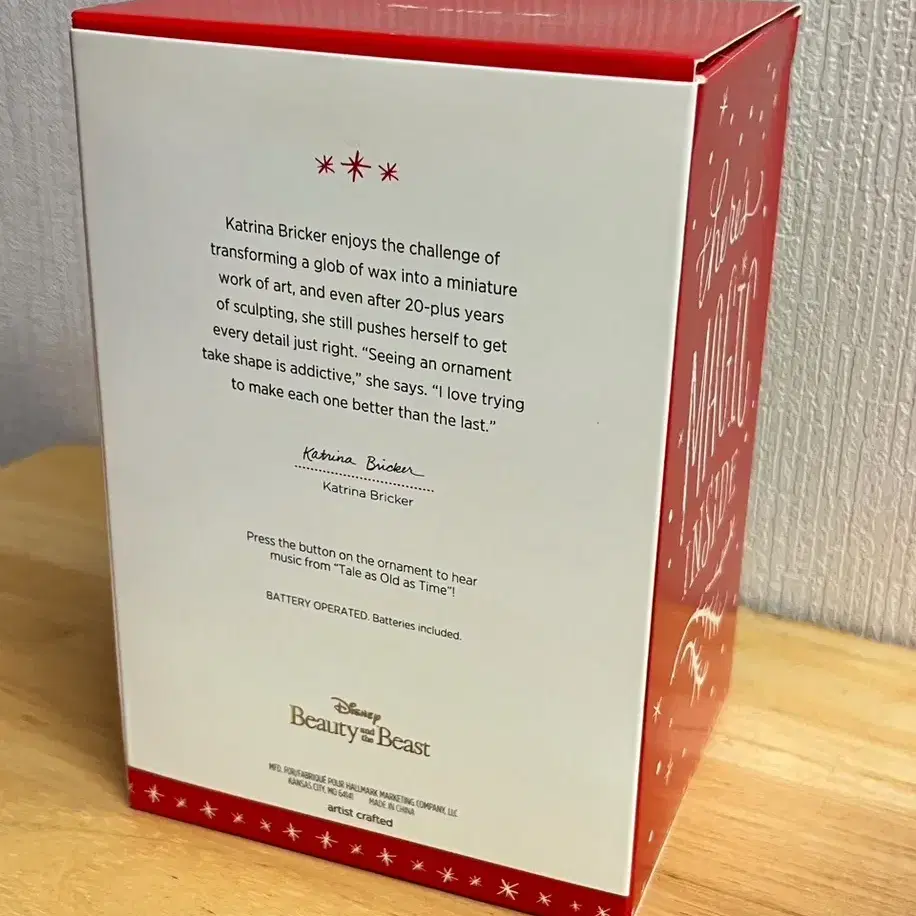 Katrina Bricker enjoys the challenge of
transforming a glob of wax into a miniature
work of art, and even after 20-plus years
of sculpting, she still pushes herself to get
every detail just right. “Seeing an ornament
take shape is addictive,” she says. “I love trying
to make each one better than the last.”
Katrina Bricker
Katrina Bricker
Press the button on the ornament to hear
music from “Tale as Old as Time”!
BATTERY OPERATED. Batteries included.
Disney
Beauty and the Beast
MFD. FOR/FABRIQUÉ POUR HALLMARK MARKETING COMPANY, LLC
KANSAS CITY, MO 64141 MADE IN CHINA
artist crafted
there's
MAGIC
INSIDE